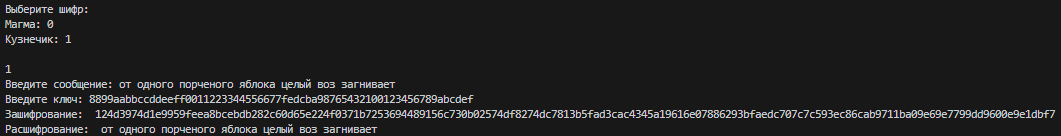 Выберите шифр:
Магма: 0
Кузнечик: 1
1
Введите сообщение: от одного порченого яблока целый воз загнивает
Введите ключ: 8899aabbccddeeff0011223344556677fedcba98765432100123456789abcdef
Зашифрование:  124d3974d1e9959feea8bcebdb282c60d65e224f0371b7253694489156c730b02574df8274dc7813b5fad3cac4345a19616e07886293bfaedc707c7c593ec86cab9711ba09e69e7799dd9600e9e1dbf7
Расшифрование:  от одного порченого яблока целый воз загнивает